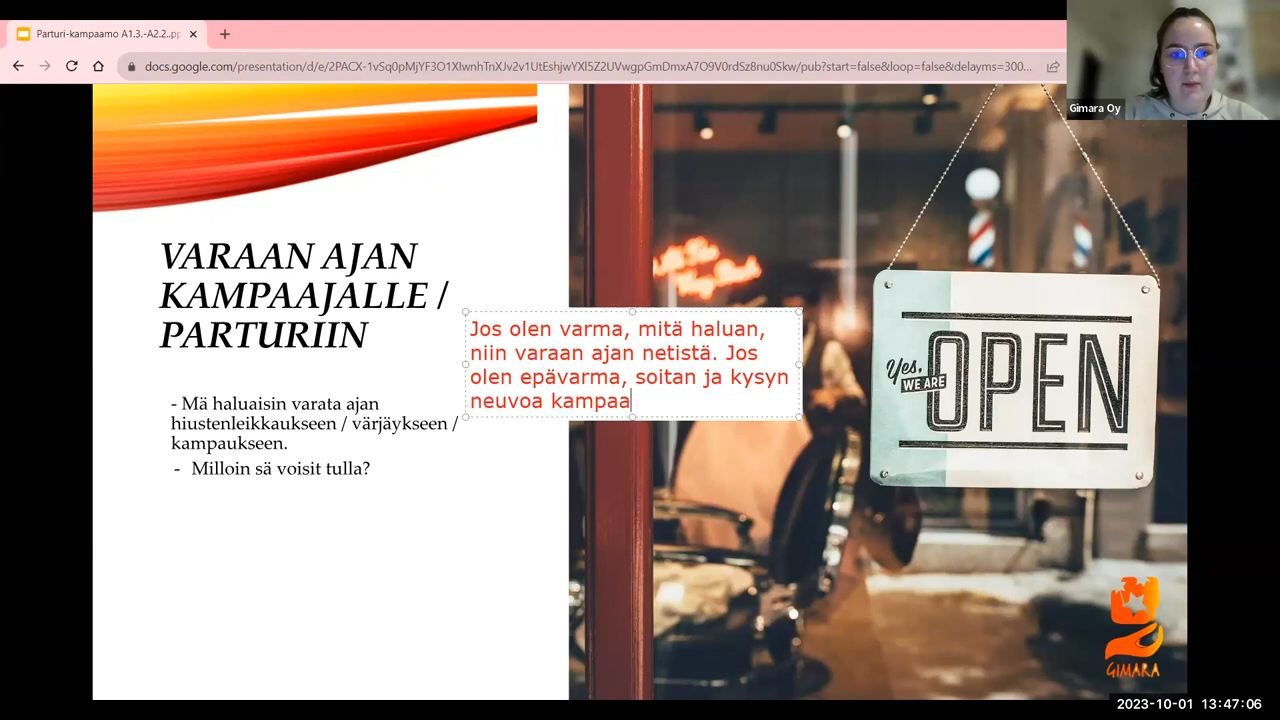 Parturi-kampaamo A1.3.-A2.2..pp
docs.google.com/presentation/d/e/2PACX-1vSq0pMjYF3O1XIwnhTxUv2v1UtEshjwYXl5Z2UVwgpGmDmxA7O9V0rdSz8nu0Skw/pub?start=false&loop=false&delayms=300...
Gimara Oy
VARAAN AJAN
KAMPAAJALLE /
PARTURIIN
- Mä haluaisin varata ajan
hiustenleikkaukseen / värjäykseen /
kampaukseen.
- Milloin sä voisit tulla?
Jos olen varma, mitä haluan,
niin varaan ajan netistä. Jos
olen epävarma, soitan ja kysyn
neuvoa kampaa
Yes,
WE ARE
OPEN
GIMARA
2023-10-01 13:47:06